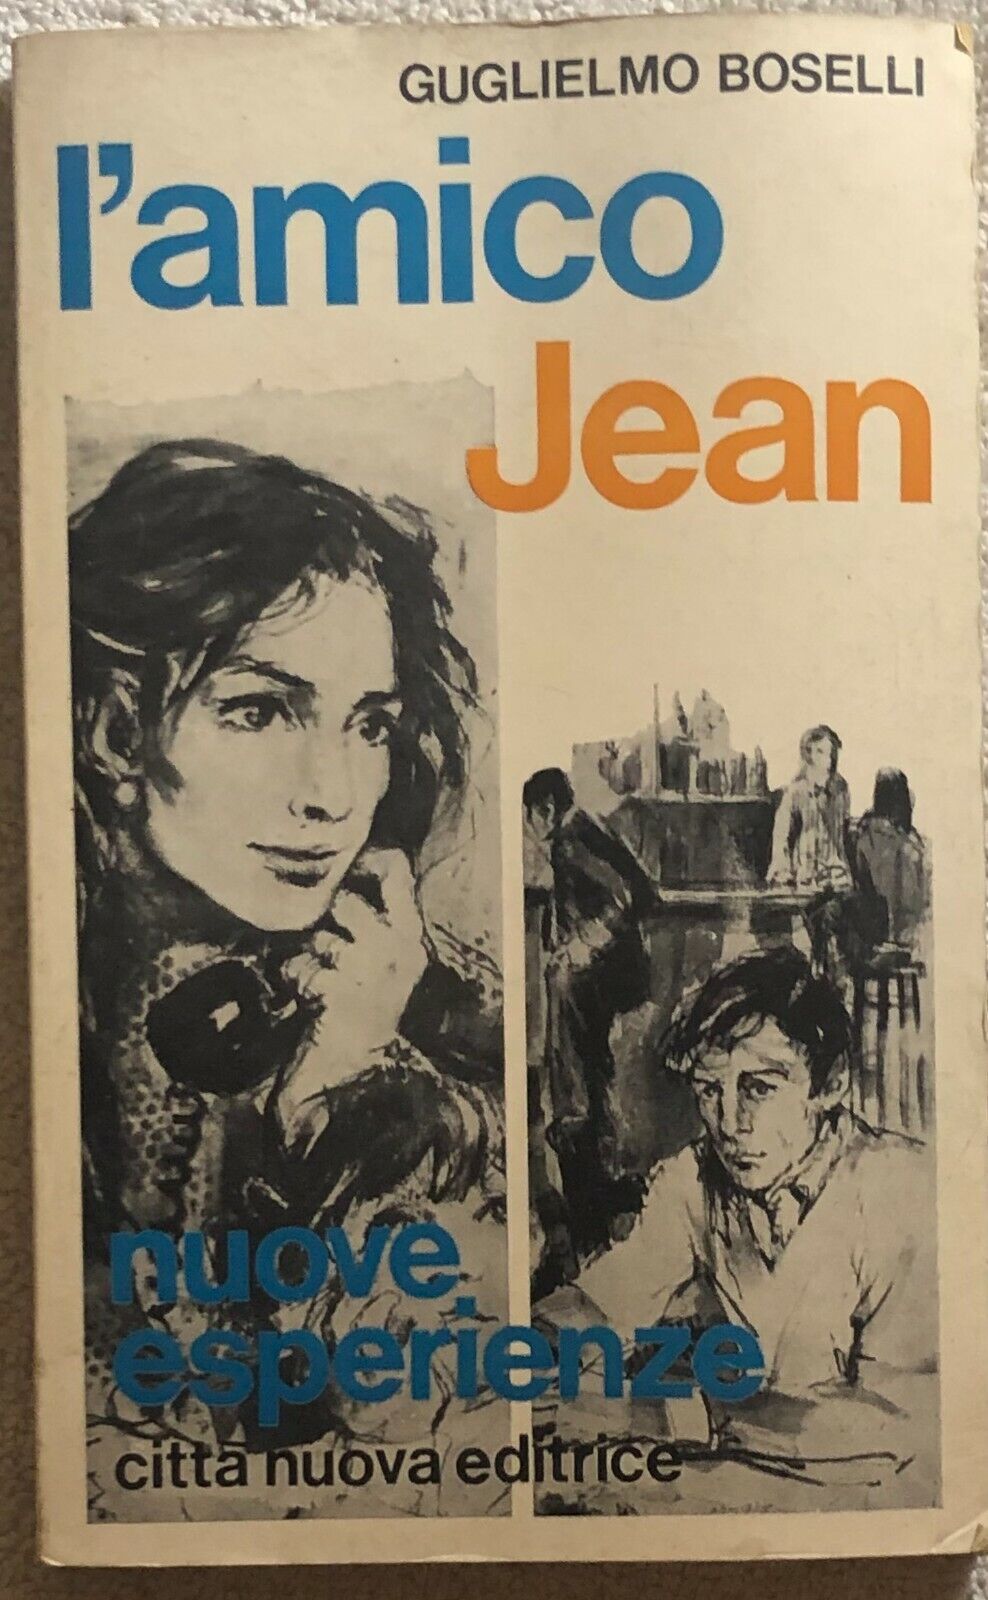 GUGLIELMO BOSELLI
l'amico
Jean
nuove
esperienze
città nuova editrice